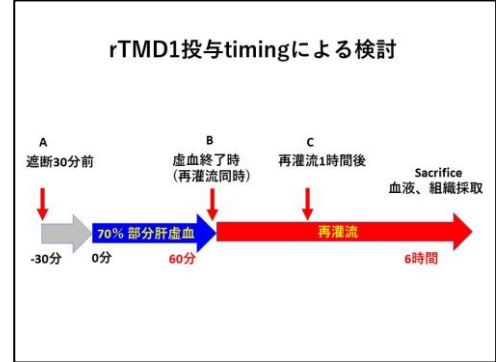 rTMD1投与timingによる検討
A
遮断30分前
B
虚血終了時
（再灌流同時）
C
再灌流1時間後
Sacrifice
血液、組織採取
70% 部分肝虚血
再灌流
-30分
0分
60分
6時間